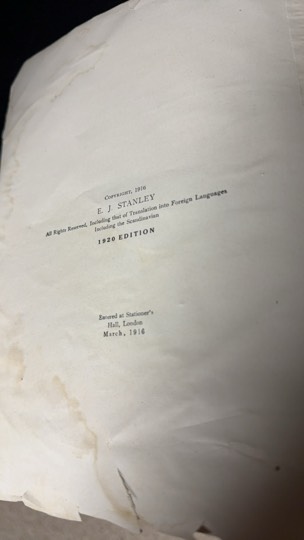 COPYRIGHT, 1916
E. J STANLEY
All Rights Reserved, Including that of Translation into Foreign Languages
Including the Scandinavian
1920 EDITION
Entered at Stationer's
Hall, London
March, 1916